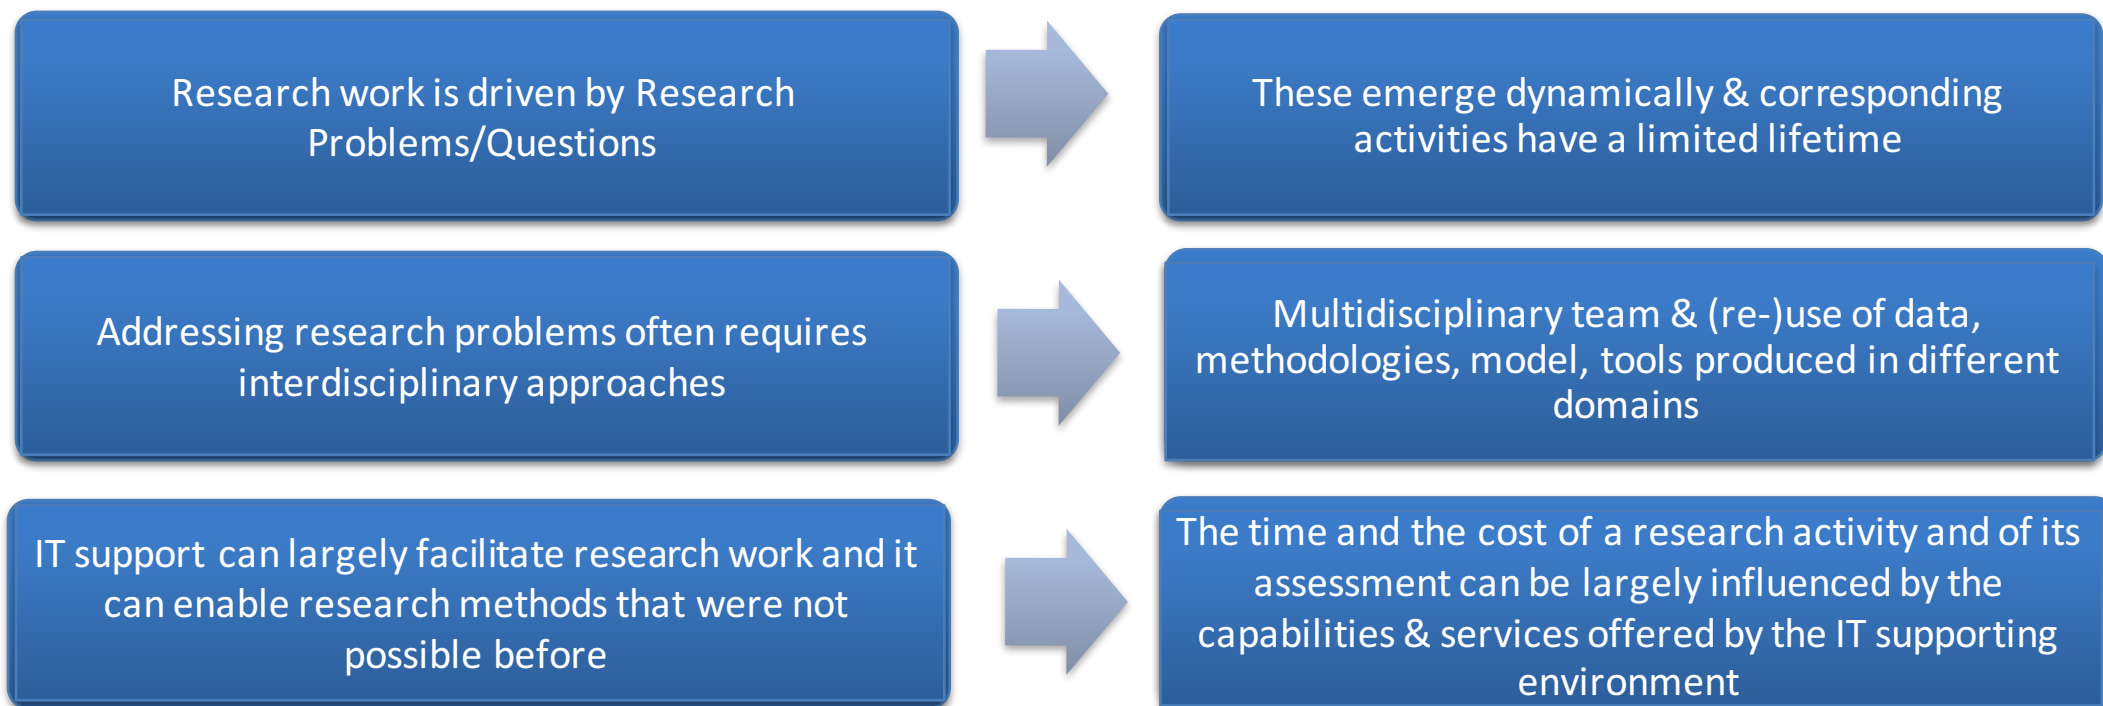 Research work is driven by Research
Problems/Questions
These emerge dynamically & corresponding
activities have a limited lifetime
Addressing research problems often requires
interdisciplinary approaches
Multidisciplinary team & (re-)use of data,
methodologies, model, tools produced in different
domains
IT support can largely facilitate research work and it
can enable research methods that were not
possible before
The time and the cost of a research activity and of its
assessment can be largely influenced by the
capabilities & services offered by the IT supporting
environment